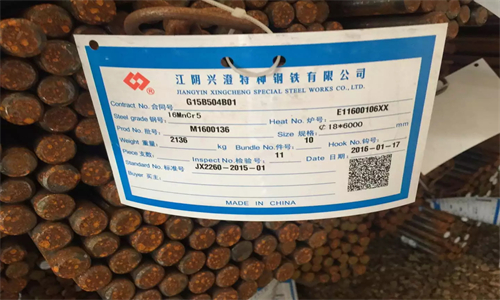 江阴兴澄特种钢铁有限公司
JIANGYIN XINGCHENG SPECIAL STEEL WORKS CO., LTD.
Contract No. 合同号 G15B504B01
Steel grade 钢号: 16MnCr5 Heat No. 炉号: E11600106XX
Prod No. 批号: M1600136 Size 规格: ∅18*6000 mm
Weight 重量: 2136 kg Bundle No. 件号: 10 Hook No. 钩号:
Piece 支数: Inspect No. 检验号: 11 Date 日期: 2016-01-17
Standard No. 标准号 JX2260-2015-01
Buyer 买主:
MADE IN CHINA